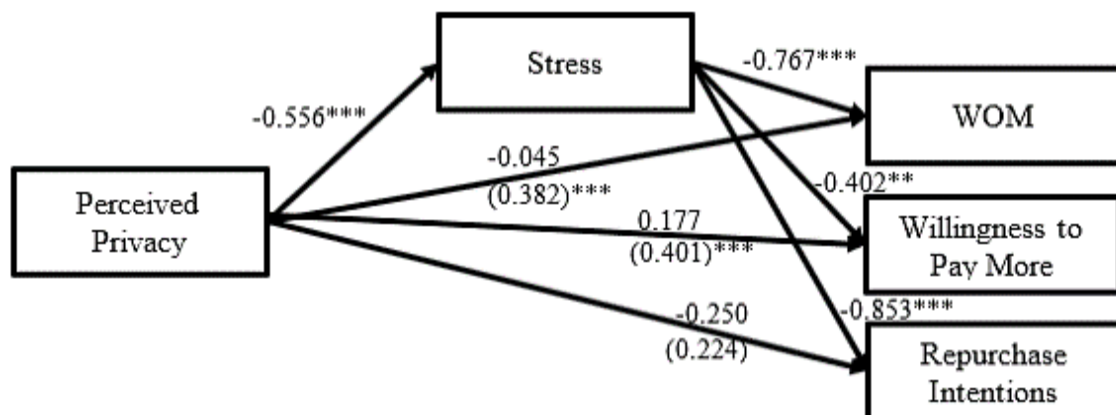 Stress
-0.767***
WOM
-0.556***
-0.045
(0.382)***
-0.402**
Perceived
Privacy
0.177
(0.401)***
Willingness to
Pay More
-0.250
(0.224)
-0.853***
Repurchase
Intentions